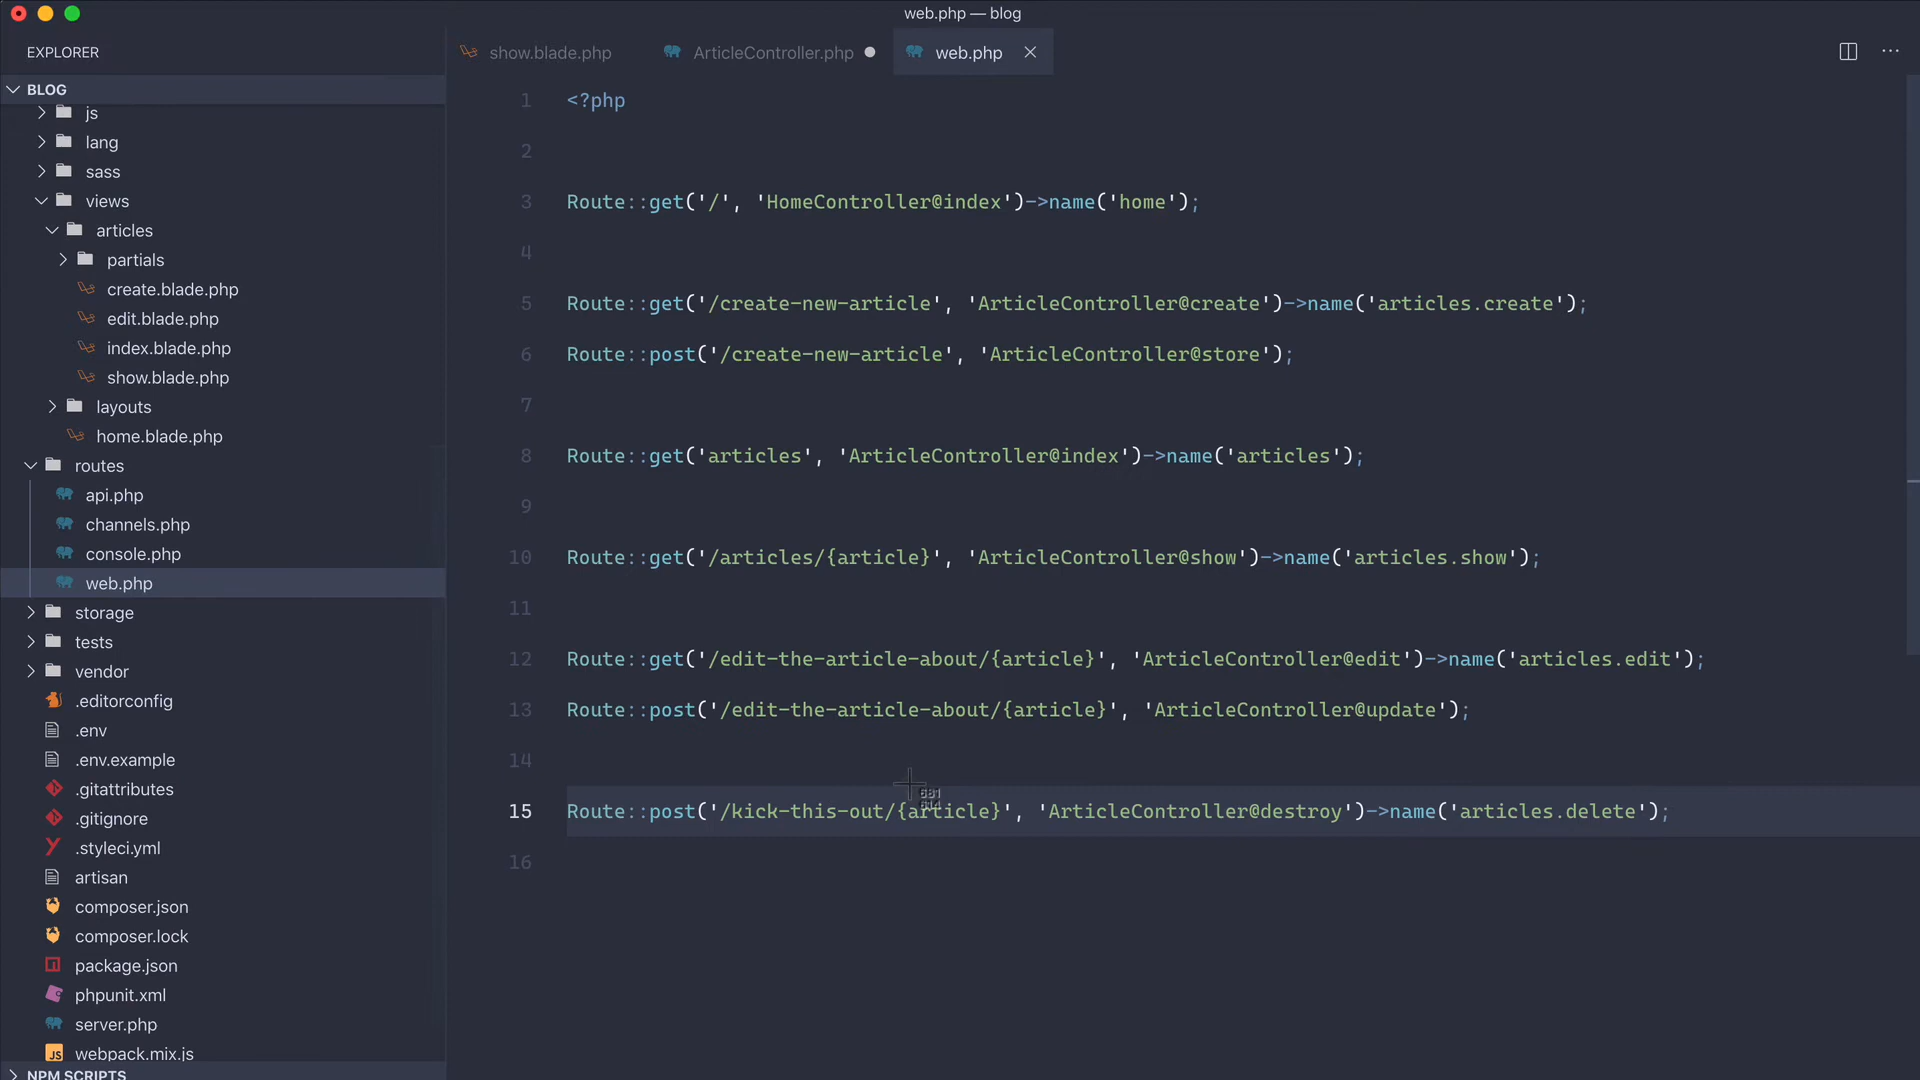 web.php — blog
EXPLORER
BLOG
js
lang
sass
views
articles
partials
create.blade.php
edit.blade.php
index.blade.php
show.blade.php
layouts
home.blade.php
routes
api.php
channels.php
console.php
web.php
storage
tests
vendor
.editorconfig
.env
.env.example
.gitattributes
.gitignore
.styleci.yml
artisan
composer.json
composer.lock
package.json
phpunit.xml
server.php
JS webpack.mix.js
NPM SCRIPTS
show.blade.php ArticleController.php web.php
1 <?php
2
3 Route::get('/', 'HomeController@index')->name('home');
4
5 Route::get('/create-new-article', 'ArticleController@create')->name('articles.create');
6 Route::post('/create-new-article', 'ArticleController@store');
7
8 Route::get('articles', 'ArticleController@index')->name('articles');
9
10 Route::get('/articles/{article}', 'ArticleController@show')->name('articles.show');
11
12 Route::get('/edit-the-article-about/{article}', 'ArticleController@edit')->name('articles.edit');
13 Route::post('/edit-the-article-about/{article}', 'ArticleController@update');
14
681
15 Route::post('/kick-this-out/{article}', 'ArticleController@destroy')->name('articles.delete');
16